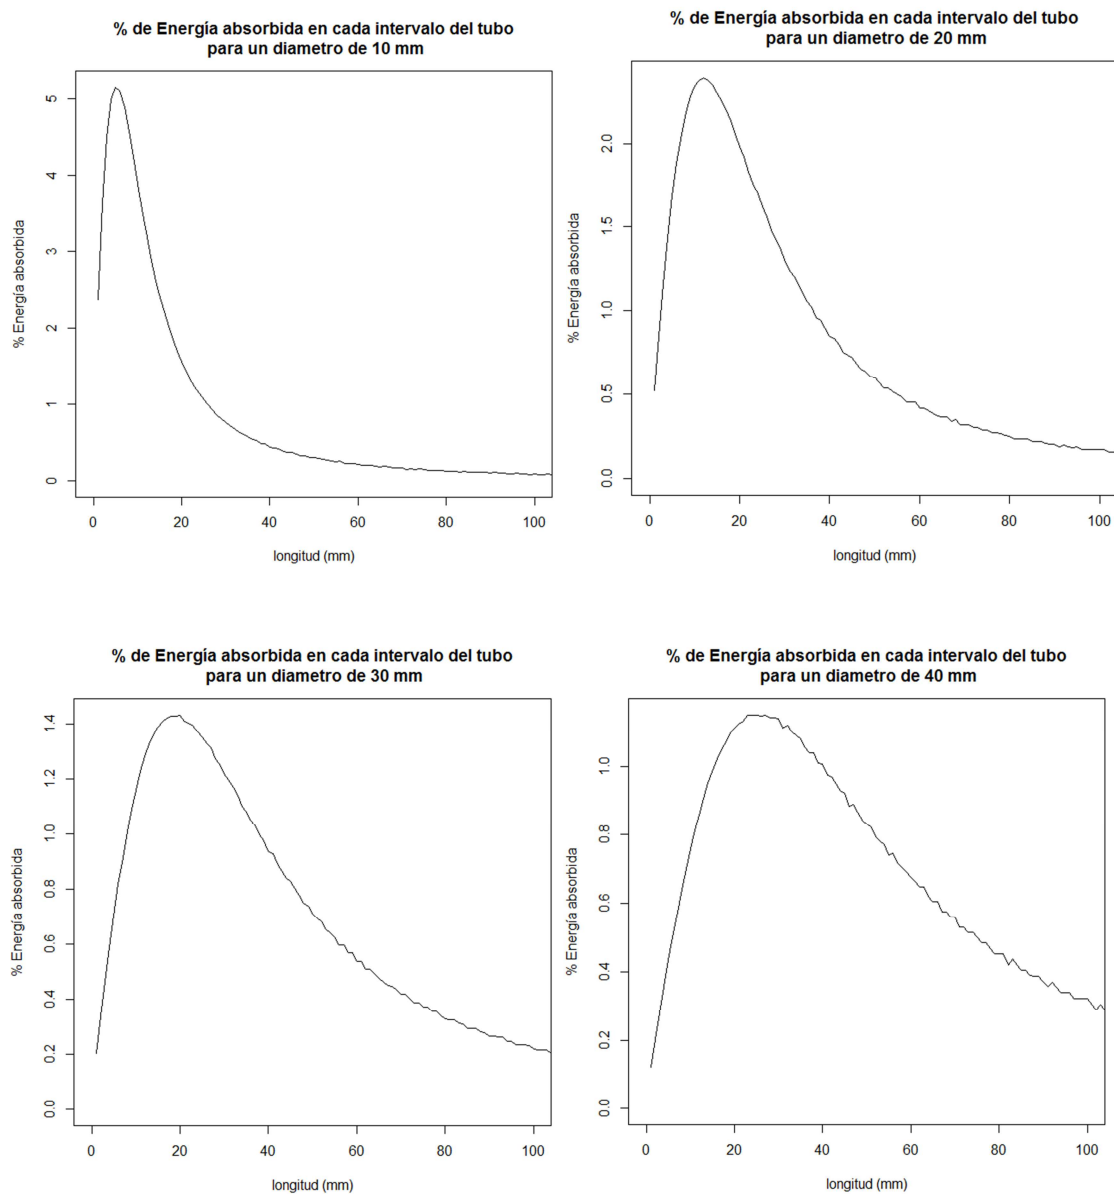 % de Energía absorbida en cada intervalo del tubo
para un diametro de 10 mm
% Energía absorbida
5
4
3
2
1
0
0 20 40 60 80 100
longitud (mm)
% de Energía absorbida en cada intervalo del tubo
para un diametro de 20 mm
% Energía absorbida
2.0
1.5
1.0
0.5
0.0
0 20 40 60 80 100
longitud (mm)
% de Energía absorbida en cada intervalo del tubo
para un diametro de 30 mm
% Energía absorbida
1.4
1.2
1.0
0.8
0.6
0.4
0.2
0.0
0 20 40 60 80 100
longitud (mm)
% de Energía absorbida en cada intervalo del tubo
para un diametro de 40 mm
% Energía absorbida
1.0
0.8
0.6
0.4
0.2
0.0
0 20 40 60 80 100
longitud (mm)